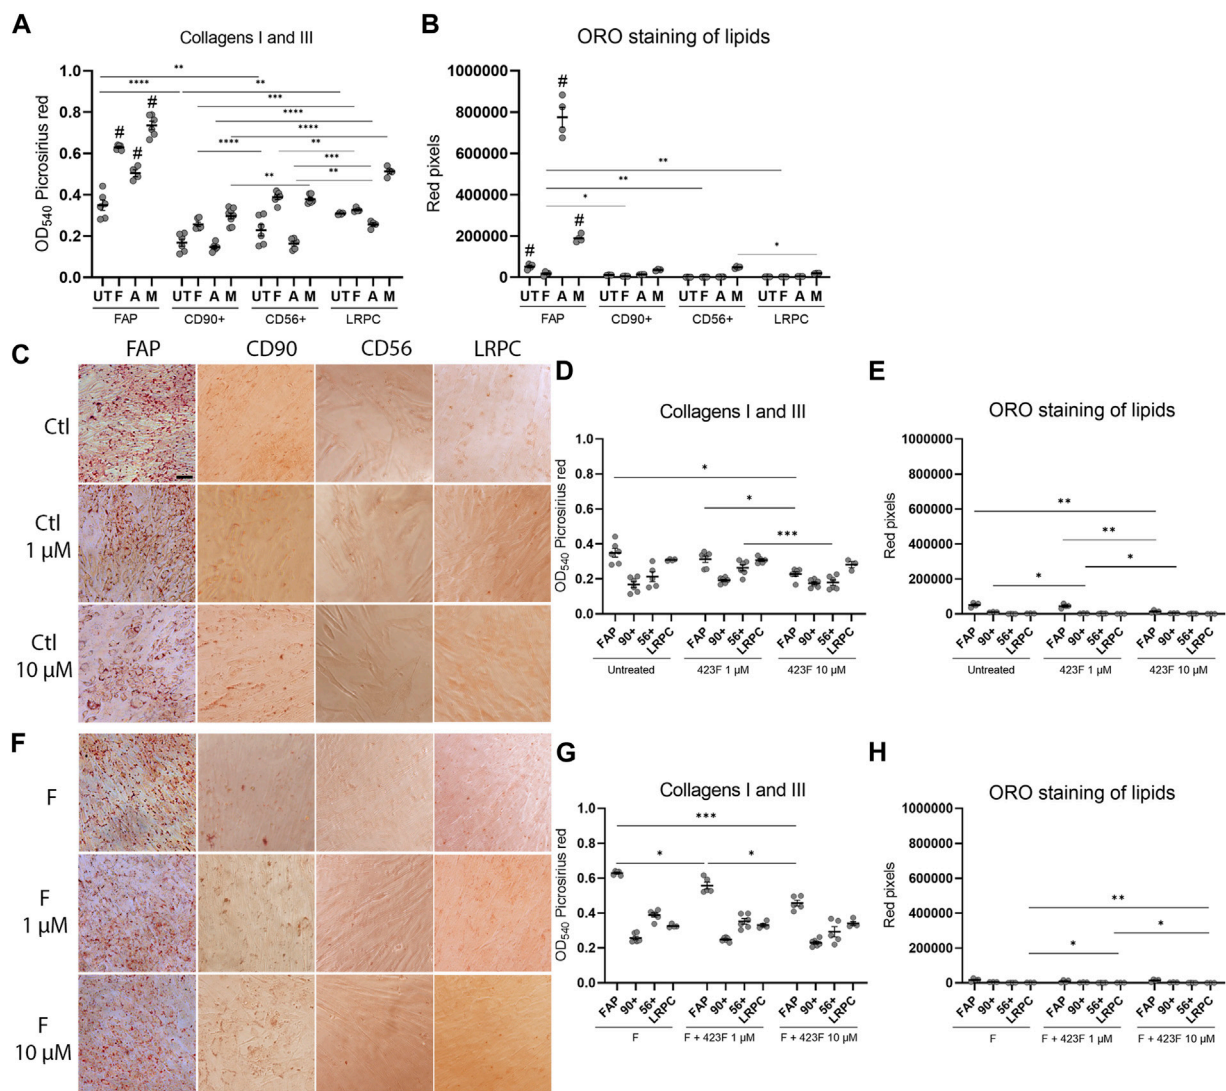 A
Collagens I and III
OD540 Picrosirius red
1.0
0.8
0.6
0.4
0.2
0.0
**
****
**
***
****
****
****
**
***
**
**
#
#
#
UT F A M UT F A M UT F A M UT F A M
FAP CD90+ CD56+ LRPC
B
ORO staining of lipids
Red pixels
1000000
800000
600000
400000
200000
0
#
#
#
**
**
*
*
UT F A M UT F A M UT F A M UT F A M
FAP CD90+ CD56+ LRPC
C
FAP CD90 CD56 LRPC
Ctl
Ctl
1 µM
Ctl
10 µM
D
Collagens I and III
OD540 Picrosirius red
1.0
0.8
0.6
0.4
0.2
0.0
*
*
***
FAP 90+ 56+ LRPC FAP 90+ 56+ LRPC FAP 90+ 56+ LRPC
Untreated 423F 1 µM 423F 10 µM
E
ORO staining of lipids
Red pixels
1000000
800000
600000
400000
200000
0
**
**
*
*
FAP 90+ 56+ LRPC FAP 90+ 56+ LRPC FAP 90+ 56+ LRPC
Untreated 423F 1 µM 423F 10 µM
F
F
F
1 µM
F
10 µM
G
Collagens I and III
OD540 Picrosirius red
1.0
0.8
0.6
0.4
0.2
0.0
***
*
*
FAP 90+ 56+ LRPC FAP 90+ 56+ LRPC FAP 90+ 56+ LRPC
F F + 423F 1 µM F + 423F 10 µM
H
ORO staining of lipids
Red pixels
1000000
800000
600000
400000
200000
0
**
*
*
FAP 90+ 56+ LRPC FAP 90+ 56+ LRPC FAP 90+ 56+ LRPC
F F + 423F 1 µM F + 423F 10 µM